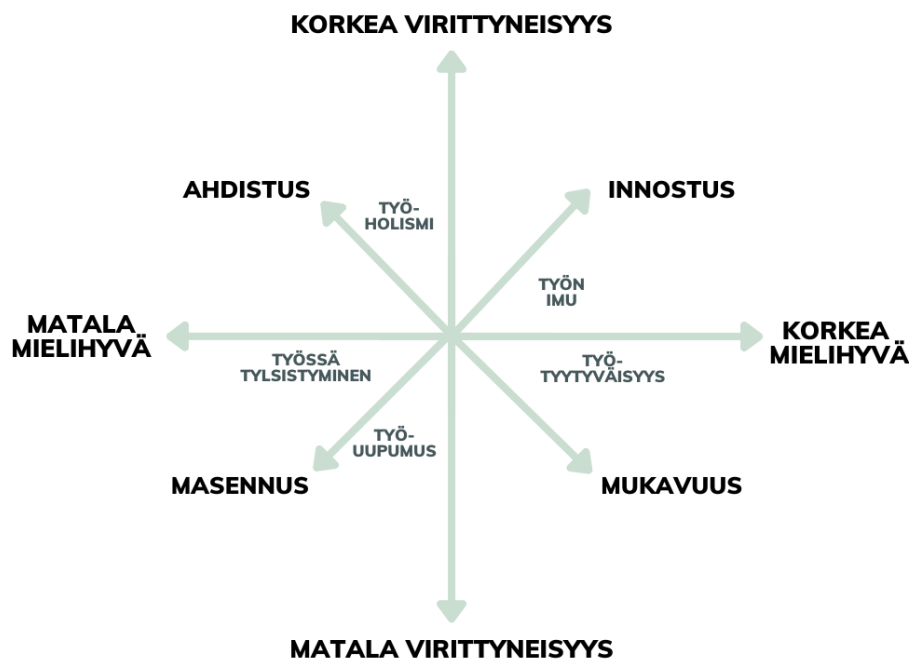 KORKEA VIRITTYNEISYYS
AHDISTUS
INNOSTUS
TYÖ-
HOLISMI
TYÖN
IMU
MATALA
MIELIHYVÄ
KORKEA
MIELIHYVÄ
TYÖSSÄ
TYLSISTYMINEN
TYÖ-
TYYTYVÄISYYS
TYÖ-
UUPUMUS
MASENNUS
MUKAVUUS
MATALA VIRITTYNEISYYS